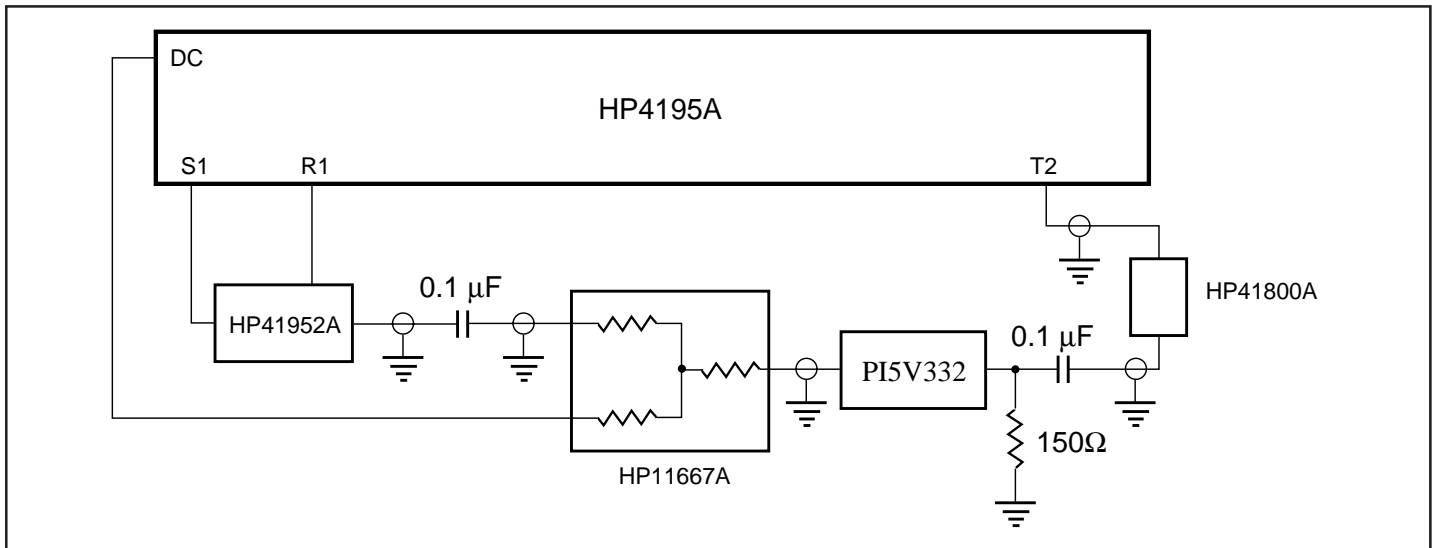 DC
HP4195A
S1 R1 T2
0.1 μF
HP41952A
HP41800A
0.1 μF
PI5V332
150Ω
HP11667A